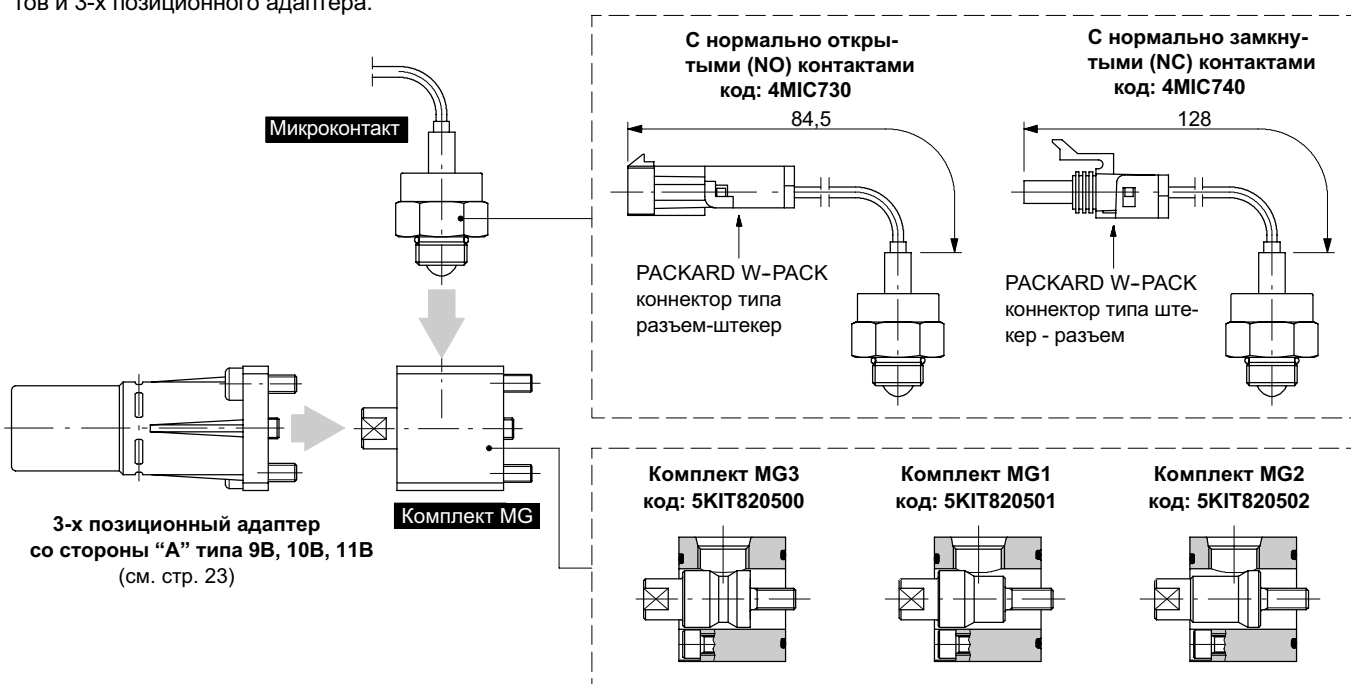 тов и 3-х позиционного адаптера.
Микроконтакт
С нормально откры-
тыми (NO) контактами
код: 4MIC730
84,5
PACKARD W-PACK
коннектор типа
разъем-штекер
С нормально замкну-
тыми (NC) контактами
код: 4MIC740
128
PACKARD W-PACK
коннектор типа ште-
кер - разъем
3-х позиционный адаптер
со стороны “A” типа 9B, 10B, 11B
(см. стр. 23)
Комплект MG
Комплект MG3
код: 5KIT820500
Комплект MG1
код: 5KIT820501
Комплект MG2
код: 5KIT820502